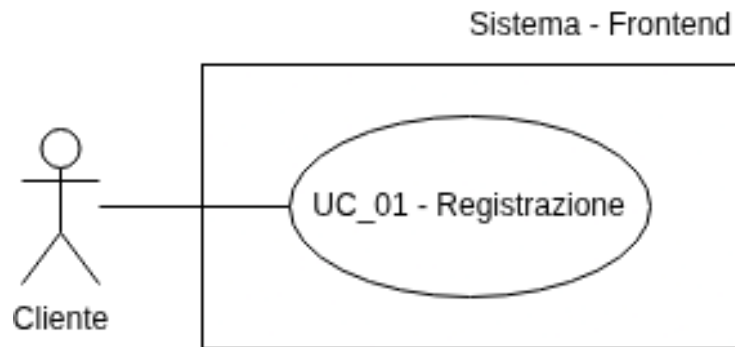 Sistema - Frontend
UC_01 - Registrazione
Cliente